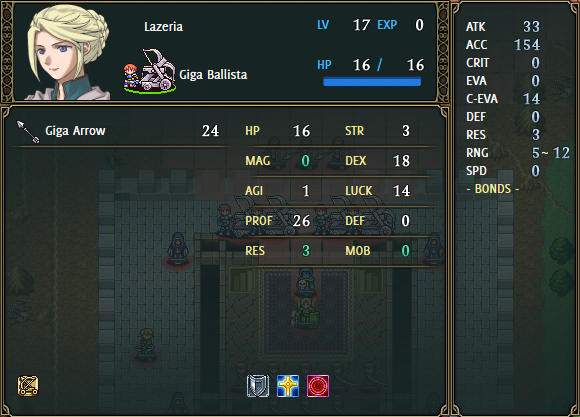 Lazeria LV 17 EXP 0
Giga Ballista HP 16 / 16
Giga Arrow 24
HP 16 STR 3
MAG 0 DEX 18
AGI 1 LUCK 14
PROF 26 DEF 0
RES 3 MOB 0
ATK 33
ACC 154
CRIT 0
EVA 0
C-EVA 14
DEF 0
RES 3
RNG 5~ 12
SPD 0
- BONDS -